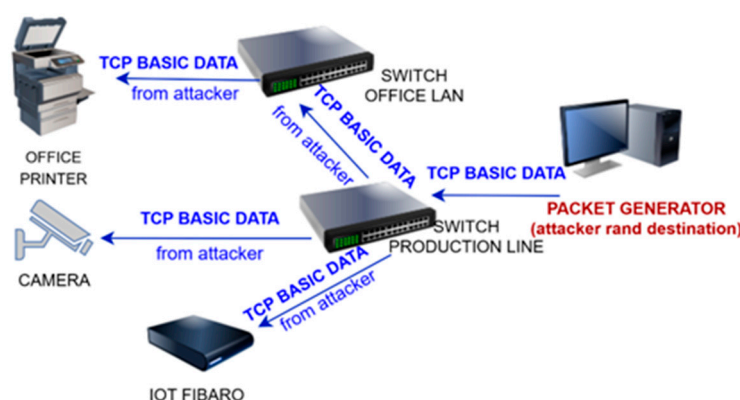 TCP BASIC DATA
from attacker
SWITCH
OFFICE LAN
TCP BASIC DATA
from attacker
OFFICE
PRINTER
TCP BASIC DATA
PACKET GENERATOR
(attacker rand destination)
TCP BASIC DATA
from attacker
SWITCH
PRODUCTION LINE
CAMERA
TCP BASIC DATA
from attacker
IOT FIBARO